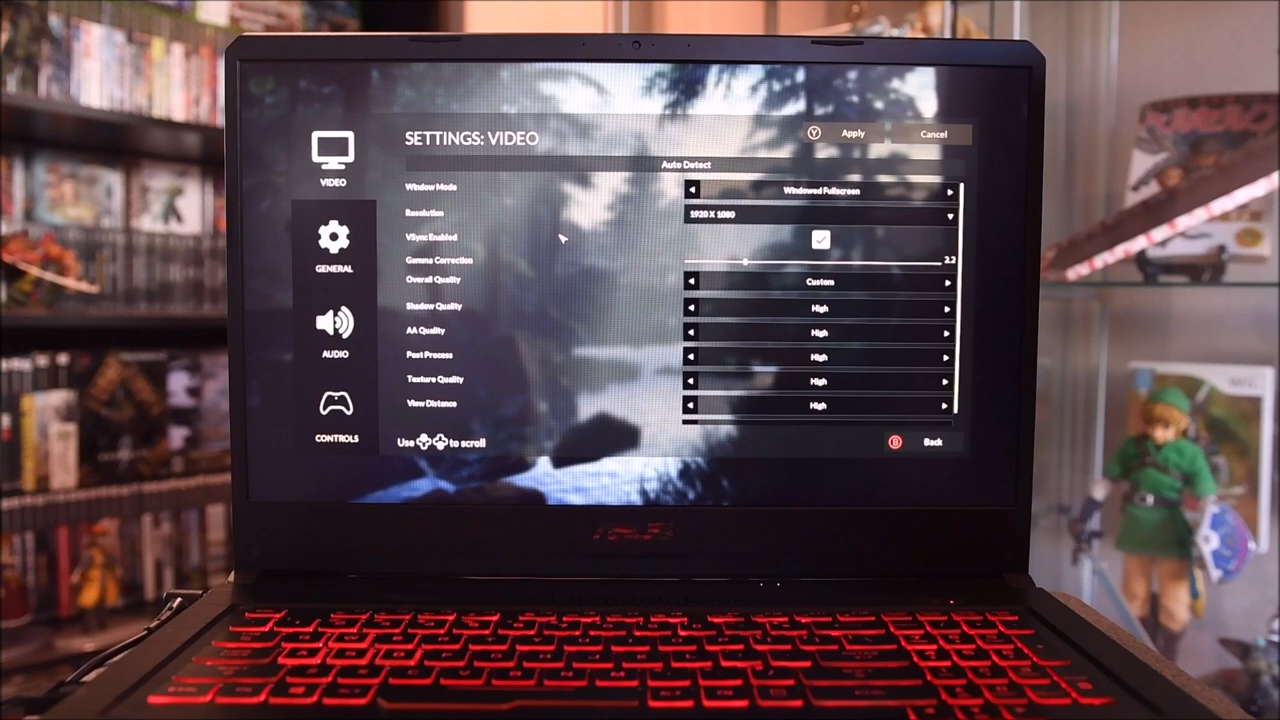 SETTINGS: VIDEO
Apply
Cancel
Auto Detect
VIDEO
GENERAL
AUDIO
CONTROLS
Window Mode
Windowed Fullscreen
Resolution
1920 X 1080
VSync Enabled
Gamma Correction
2.2
Overall Quality
Custom
Shadow Quality
High
AA Quality
High
Post Process
High
Texture Quality
High
View Distance
High
Use to scroll
B
Back
Y
ASUS